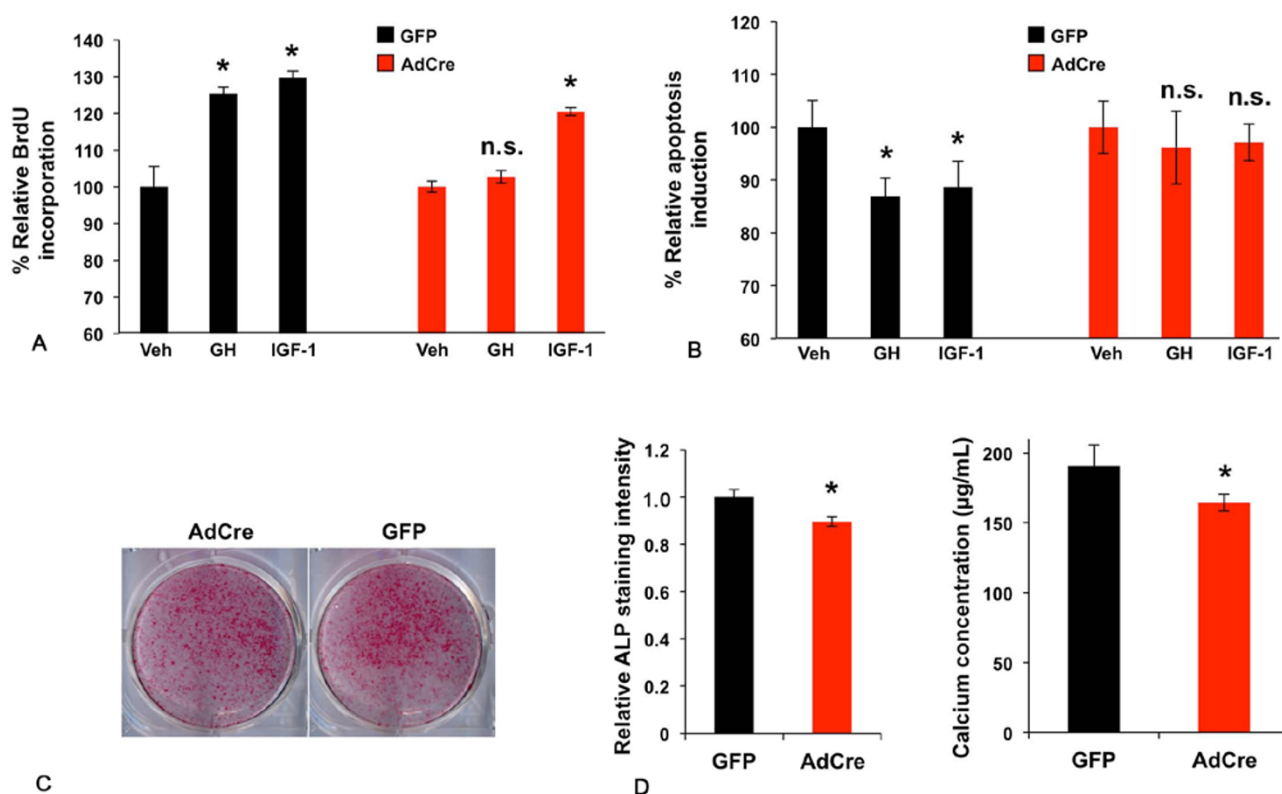 % Relative BrdU
incorporation
140
130
120
110
100
90
80
70
60
GFP
AdCre
*
*
n.s.
*
Veh
GH
IGF-1
Veh
GH
IGF-1
A
% Relative apoptosis
induction
120
110
100
90
80
70
60
GFP
AdCre
*
*
n.s.
n.s.
Veh
GH
IGF-1
Veh
GH
IGF-1
B
AdCre
GFP
C
Relative ALP staining intensity
1.2
1.0
0.8
0.6
0.4
0.2
0
*
GFP
AdCre
D
Calcium concentration (µg/mL)
200
150
100
50
0
*
GFP
AdCre